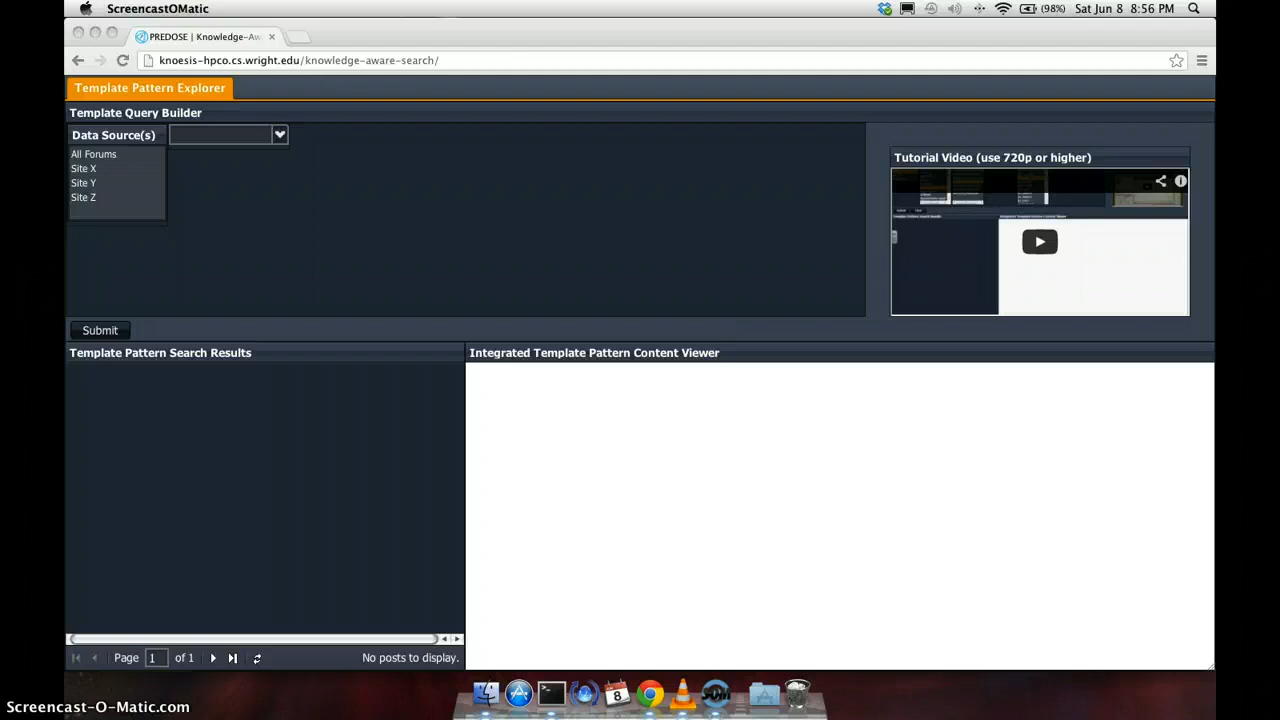 ScreencastOMatic (98%) Sat Jun 8 8:56 PM
PREDOSE | Knowledge-Aw
knoesis-hpco.cs.wright.edu/knowledge-aware-search/
Template Pattern Explorer
Template Query Builder
Data Source(s)
All Forums
Site X
Site Y
Site Z
Tutorial Video (use 720p or higher)
Submit
Template Pattern Search Results
Integrated Template Pattern Content Viewer
Page 1 of 1 No posts to display.
8
SOM
Screencast-O-Matic.com